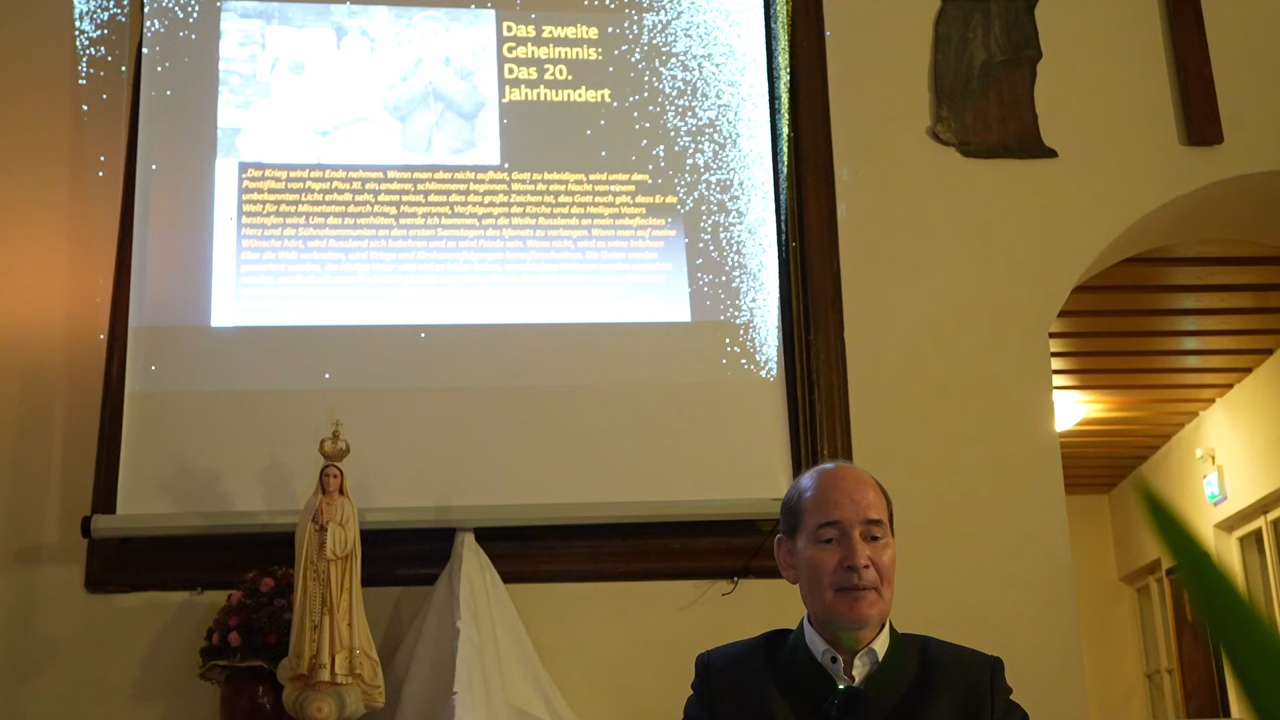 Das zweite
Geheimnis:
Das 20.
Jahrhundert
„Der Krieg wird ein Ende nehmen. Wenn man aber nicht aufhört, Gott zu beleidigen, wird unter dem
Pontifikat von Papst Pius XI. ein anderer, schlimmerer beginnen. Wenn ihr eine Nacht von einem
unbekannten Licht erhellt seht, dann wisst, dass dies das große Zeichen ist, das Gott euch gibt, dass Er die
Welt für ihre Missetaten durch Krieg, Hungersnot, Verfolgungen der Kirche und des Heiligen Vaters
bestrafen wird. Um das zu verhüten, werde ich kommen, um die Weihe Russlands an mein unbeflecktes
Herz und die Sühnekommunion an den ersten Samstagen des Monats zu verlangen. Wenn man auf meine
Wünsche hört, wird Russland sich bekehren und es wird Friede sein. Wenn nicht, wird es seine Irrlehren
über die Welt verbreiten, wird Kriege und Kirchenverfolgungen heraufbeschwören. Die Guten werden